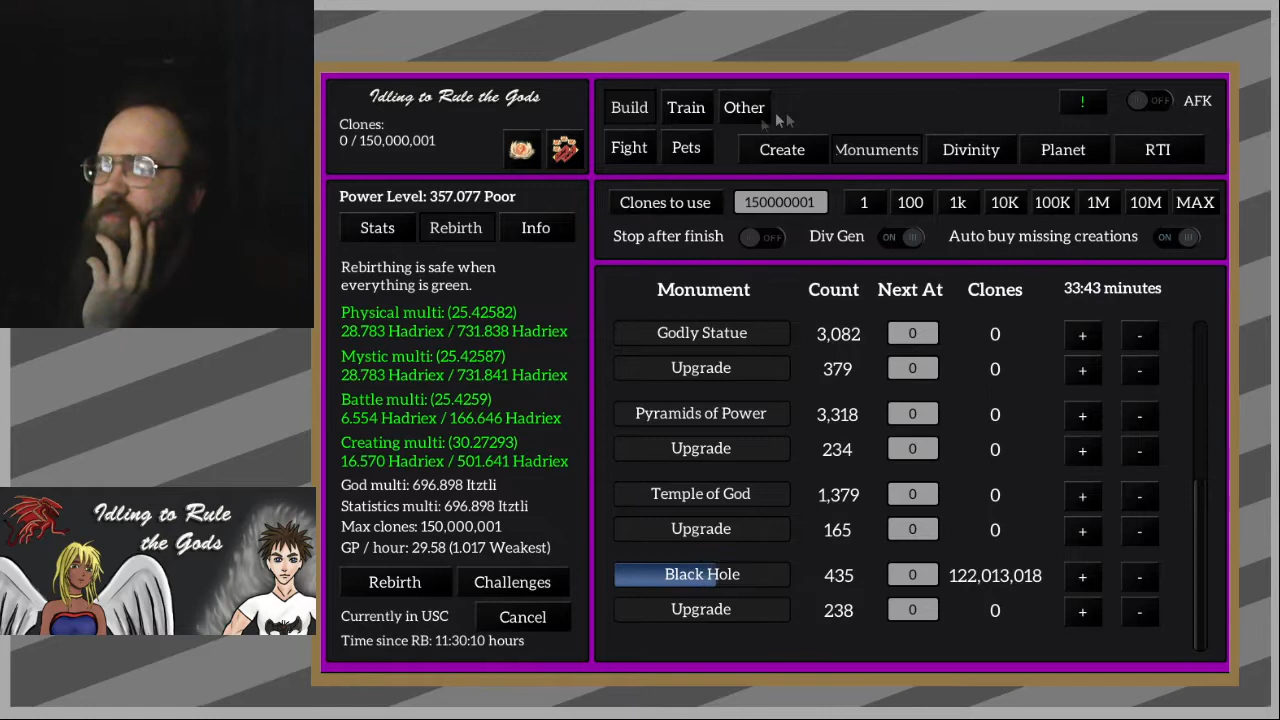 Idling to Rule the Gods
Clones:
0 / 150,000,001
Build Train Other
! OFF AFK
Fight Pets Create Monuments Divinity Planet RTI
Power Level: 357.077 Poor
Stats Rebirth Info
Rebirthing is safe when
everything is green.
Physical multi: (25.42582)
28.783 Hadriex / 731.838 Hadriex
Mystic multi: (25.42587)
28.783 Hadriex / 731.841 Hadriex
Battle multi: (25.4259)
6.554 Hadriex / 166.646 Hadriex
Creating multi: (30.27293)
16.570 Hadriex / 501.641 Hadriex
God multi: 696.898 Itztli
Statistics multi: 696.898 Itztli
Max clones: 150,000,001
GP / hour: 29.58 (1.017 Weakest)
Rebirth Challenges
Currently in USC Cancel
Time since RB: 11:30:10 hours
Clones to use 150000001 1 100 1k 10K 100K 1M 10M MAX
Stop after finish OFF Div Gen ON Auto buy missing creations ON
Monument Count Next At Clones 33:43 minutes
Godly Statue 3,082 0 0 + -
Upgrade 379 0 0 + -
Pyramids of Power 3,318 0 0 + -
Upgrade 234 0 0 + -
Temple of God 1,379 0 0 + -
Upgrade 165 0 0 + -
Black Hole 435 0 122,013,018 + -
Upgrade 238 0 0 + -
Idling to Rule
the Gods